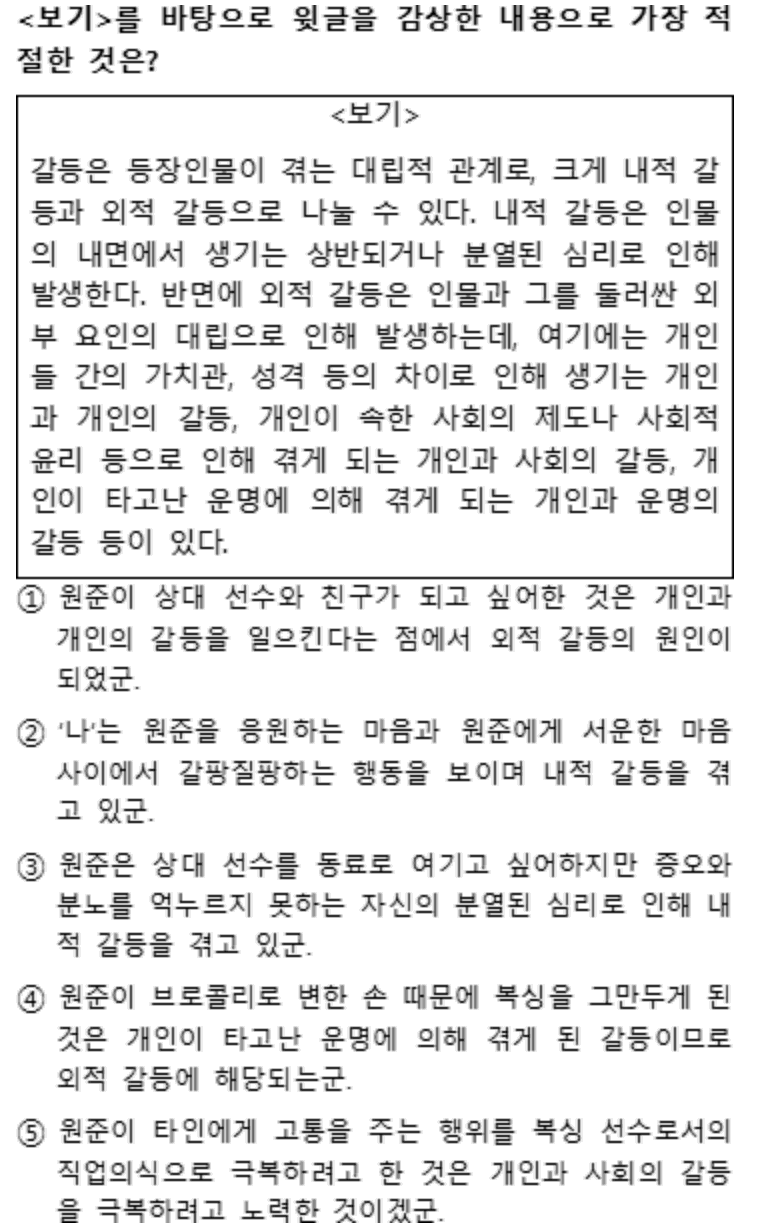 <보기>를 바탕으로 윗글을 감상한 내용으로 가장 적
절한 것은?
<보기>
갈등은 등장인물이 겪는 대립적 관계로, 크게 내적 갈
등과 외적 갈등으로 나눌 수 있다. 내적 갈등은 인물
의 내면에서 생기는 상반되거나 분열된 심리로 인해
발생한다. 반면에 외적 갈등은 인물과 그를 둘러싼 외
부 요인의 대립으로 인해 발생하는데, 여기에는 개인
들 간의 가치관, 성격 등의 차이로 인해 생기는 개인
과 개인의 갈등, 개인이 속한 사회의 제도나 사회적
윤리 등으로 인해 겪게 되는 개인과 사회의 갈등, 개
인이 타고난 운명에 의해 겪게 되는 개인과 운명의
갈등 등이 있다.
① 원준이 상대 선수와 친구가 되고 싶어한 것은 개인과
개인의 갈등을 일으킨다는 점에서 외적 갈등의 원인이
되었군.
② ‘나’는 원준을 응원하는 마음과 원준에게 서운한 마음
사이에서 갈팡질팡하는 행동을 보이며 내적 갈등을 겪
고 있군.
③ 원준은 상대 선수를 동료로 여기고 싶어하지만 증오와
분노를 억누르지 못하는 자신의 분열된 심리로 인해 내
적 갈등을 겪고 있군.
④ 원준이 브로콜리로 변한 손 때문에 복싱을 그만두게 된
것은 개인이 타고난 운명에 의해 겪게 된 갈등이므로
외적 갈등에 해당되는군.
⑤ 원준이 타인에게 고통을 주는 행위를 복싱 선수로서의
직업의식으로 극복하려고 한 것은 개인과 사회의 갈등
을 극복하려고 노력한 것이겠군.